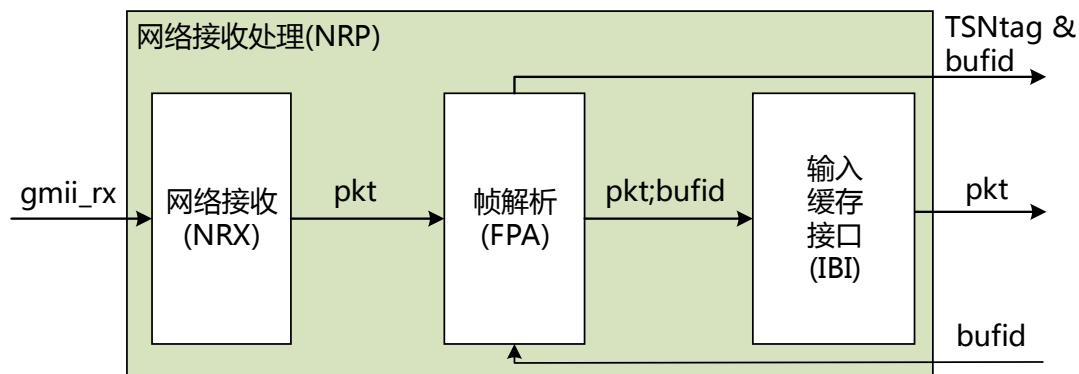 网络接收处理(NRP)
TSNtag &
bufid
gmii_rx
网络接收
(NRX)
pkt
帧解析
(FPA)
pkt;bufid
输入
缓存
接口
(IBI)
pkt
bufid